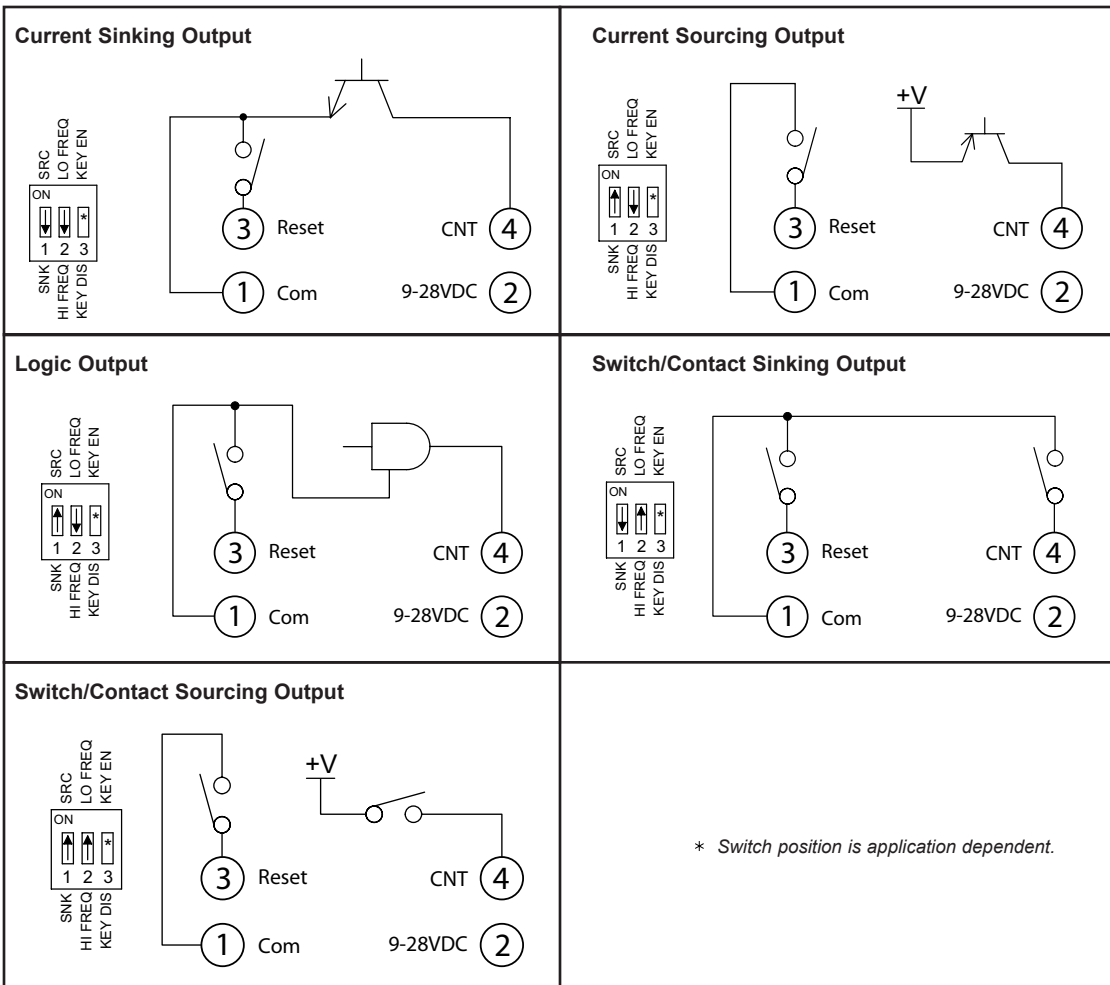 Current Sinking Output
SRC
LO FREQ
KEY EN
ON
*
1 2 3
SNK
HI FREQ
KEY DIS
3 Reset
CNT 4
1 Com
9-28VDC 2
Current Sourcing Output
+V
SRC
LO FREQ
KEY EN
ON
*
1 2 3
SNK
HI FREQ
KEY DIS
3 Reset
CNT 4
1 Com
9-28VDC 2
Logic Output
SRC
LO FREQ
KEY EN
ON
*
1 2 3
SNK
HI FREQ
KEY DIS
3 Reset
CNT 4
1 Com
9-28VDC 2
Switch/Contact Sinking Output
SRC
LO FREQ
KEY EN
ON
*
1 2 3
SNK
HI FREQ
KEY DIS
3 Reset
CNT 4
1 Com
9-28VDC 2
Switch/Contact Sourcing Output
+V
SRC
LO FREQ
KEY EN
ON
*
1 2 3
SNK
HI FREQ
KEY DIS
3 Reset
CNT 4
1 Com
9-28VDC 2
* Switch position is application dependent.